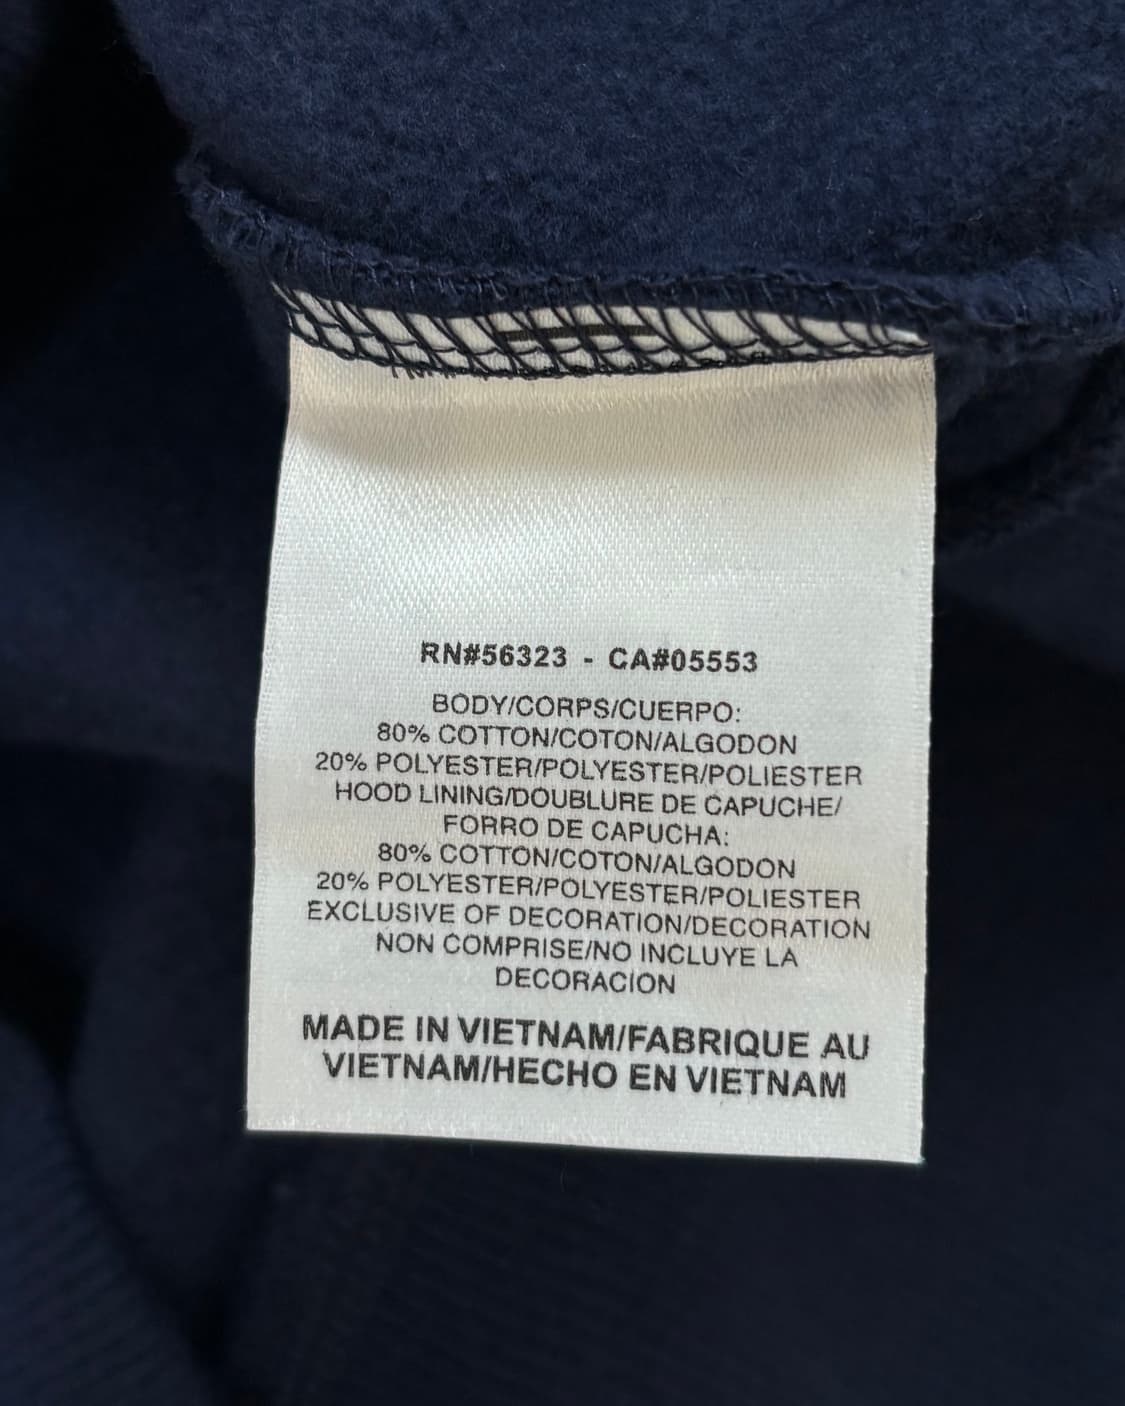 RN#56323 - CA#05553
BODY/CORPS/CUERPO:
80% COTTON/COTON/ALGODON
20% POLYESTER/POLYESTER/POLIESTER
HOOD LINING/DOUBLURE DE CAPUCHE/
FORRO DE CAPUCHA:
80% COTTON/COTON/ALGODON
20% POLYESTER/POLYESTER/POLIESTER
EXCLUSIVE OF DECORATION/DECORATION
NON COMPRISE/NO INCLUYE LA
DECORACION
MADE IN VIETNAM/FABRIQUE AU
VIETNAM/HECHO EN VIETNAM